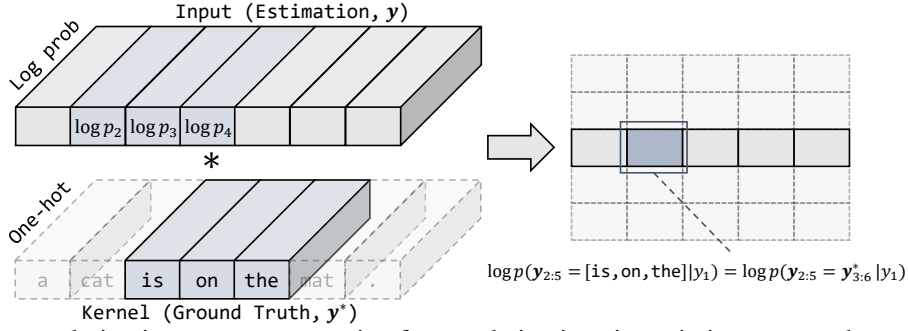 Input (Estimation, y)
Log prob
log p₂ log p₃ log p₄
*
One-hot
a cat is on the mat .
Kernel (Ground Truth, y*)
log p(y₂:₅ = [is,on,the]|y₁) = log p(y₂:₅ = y*₃:₆|y₁)